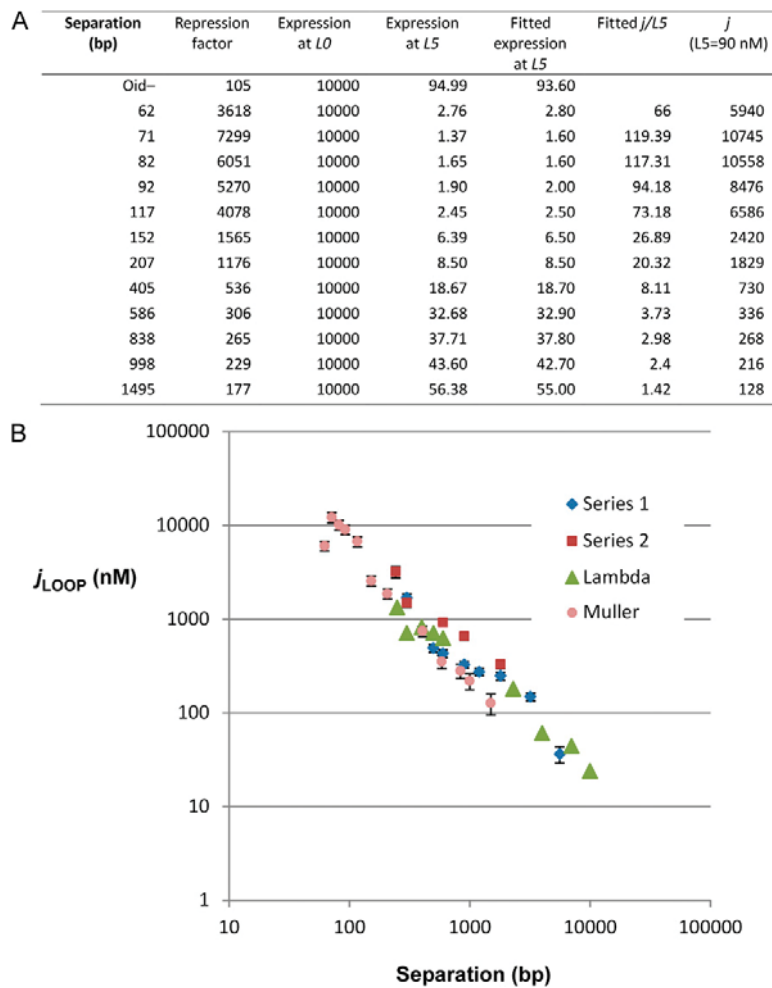 A
Separation (bp) Repression factor Expression at L0 Expression at L5 Fitted expression at L5 Fitted j/L5 j (L5=90 nM)
Oid– 105 10000 94.99 93.60
62 3618 10000 2.76 2.80 66 5940
71 7299 10000 1.37 1.60 119.39 10745
82 6051 10000 1.65 1.60 117.31 10558
92 5270 10000 1.90 2.00 94.18 8476
117 4078 10000 2.45 2.50 73.18 6586
152 1565 10000 6.39 6.50 26.89 2420
207 1176 10000 8.50 8.50 20.32 1829
405 536 10000 18.67 18.70 8.11 730
586 306 10000 32.68 32.90 3.73 336
838 265 10000 37.71 37.80 2.98 268
998 229 10000 43.60 42.70 2.4 216
1495 177 10000 56.38 55.00 1.42 128
B
100000
10000
1000
100
10
1
jLOOP (nM)
Series 1
Series 2
Lambda
Muller
10 100 1000 10000 100000
Separation (bp)